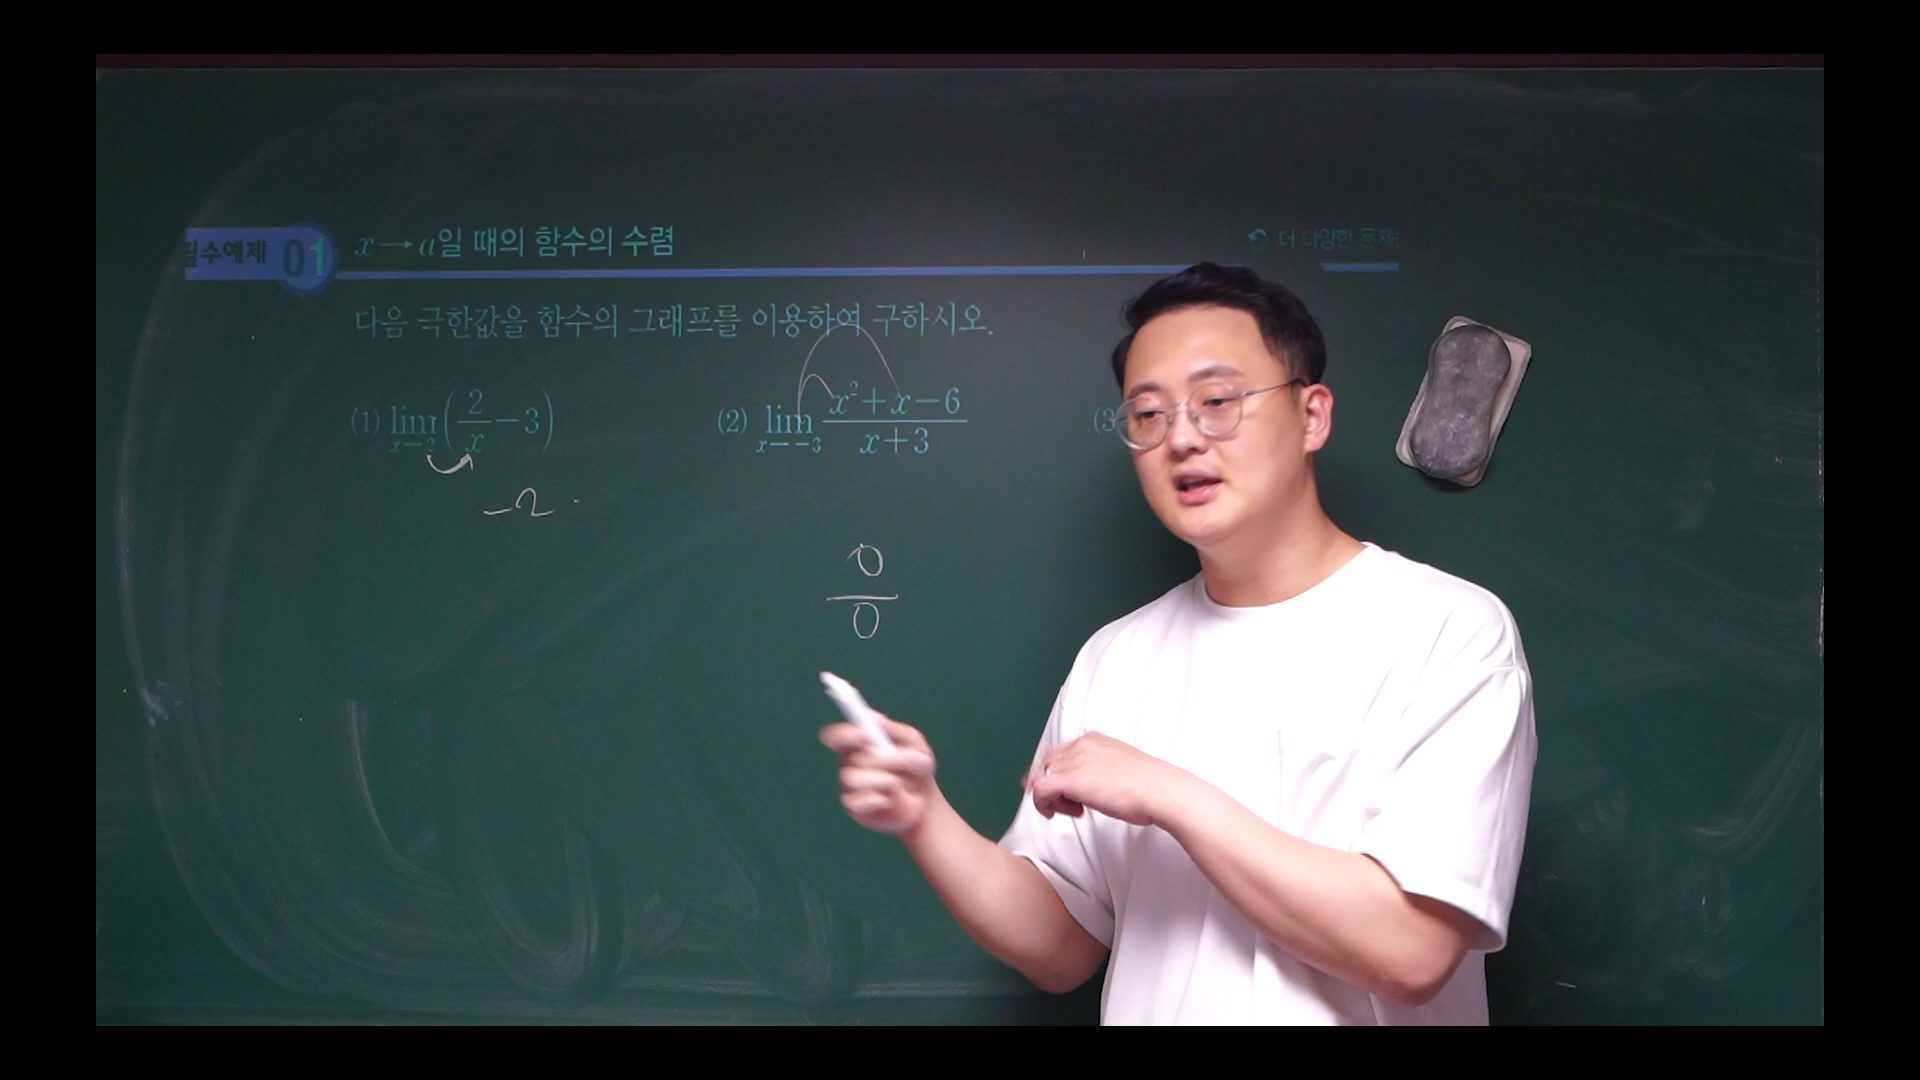 필수예제 01 x→a일 때의 함수의 수렴
더 다양한 문제
다음 극한값을 함수의 그래프를 이용하여 구하시오.
(1) lim x→2 (2/x −3) (2) lim x→−3 (x²+x−6)/(x+3) (3
−2
0
0